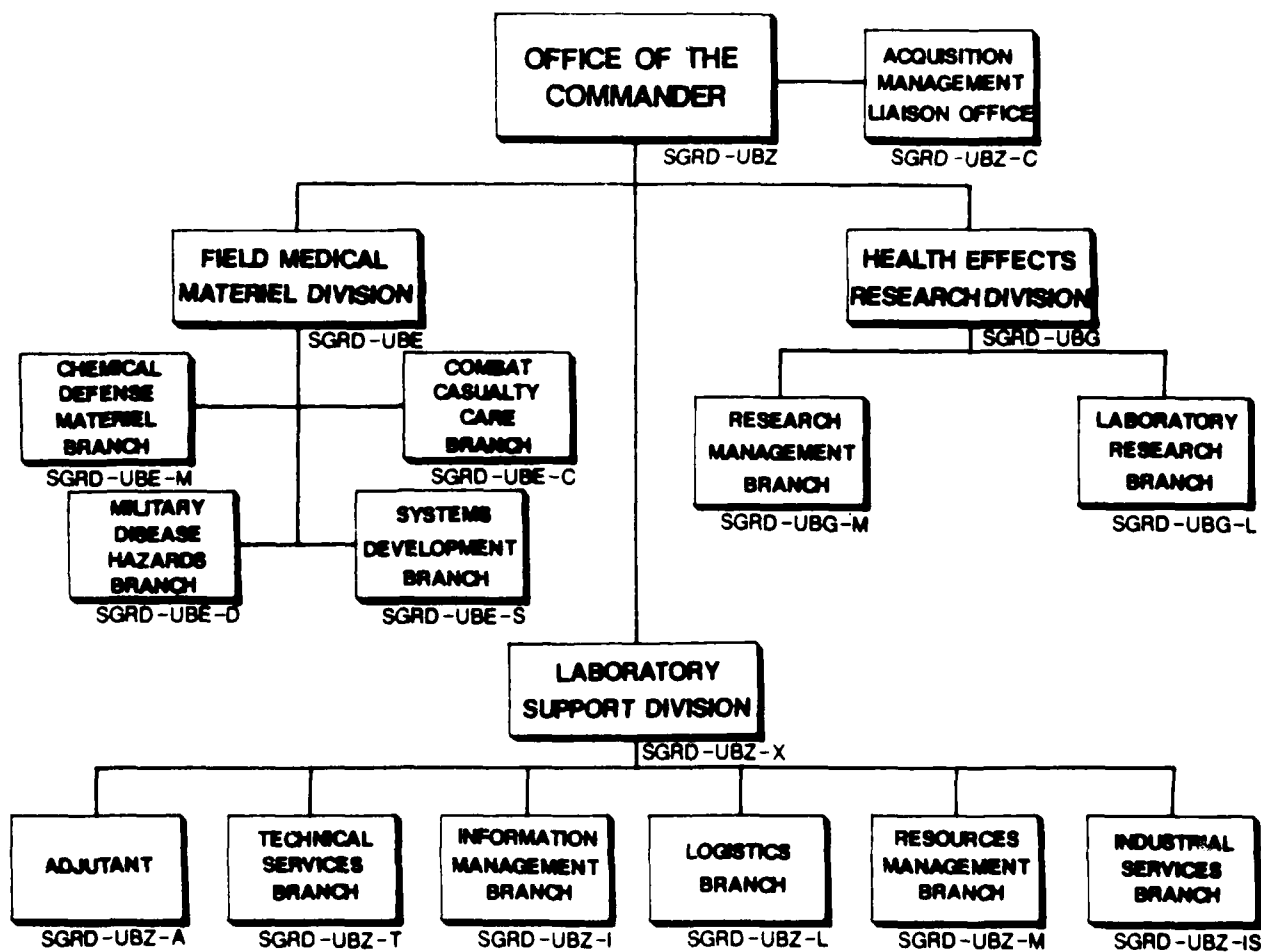 OFFICE OF THE
COMMANDER
SGRD-UBZ
ACQUISITION
MANAGEMENT
LIAISON OFFICE
SGRD-UBZ-C
FIELD MEDICAL
MATERIEL DIVISION
SGRD-UBE
HEALTH EFFECTS
RESEARCH DIVISION
SGRD-UBG
CHEMICAL
DEFENSE
MATERIEL
BRANCH
SGRD-UBE-M
COMBAT
CASUALTY
CARE
BRANCH
SGRD-UBE-C
MILITARY
DISEASE
HAZARDS
BRANCH
SGRD-UBE-D
SYSTEMS
DEVELOPMENT
BRANCH
SGRD-UBE-S
RESEARCH
MANAGEMENT
BRANCH
SGRD-UBG-M
LABORATORY
RESEARCH
BRANCH
SGRD-UBG-L
LABORATORY
SUPPORT DIVISION
SGRD-UBZ-X
ADJUTANT
SGRD-UBZ-A
TECHNICAL
SERVICES
BRANCH
SGRD-UBZ-T
INFORMATION
MANAGEMENT
BRANCH
SGRD-UBZ-I
LOGISTICS
BRANCH
SGRD-UBZ-L
RESOURCES
MANAGEMENT
BRANCH
SGRD-UBZ-M
INDUSTRIAL
SERVICES
BRANCH
SGRD-UBZ-IS